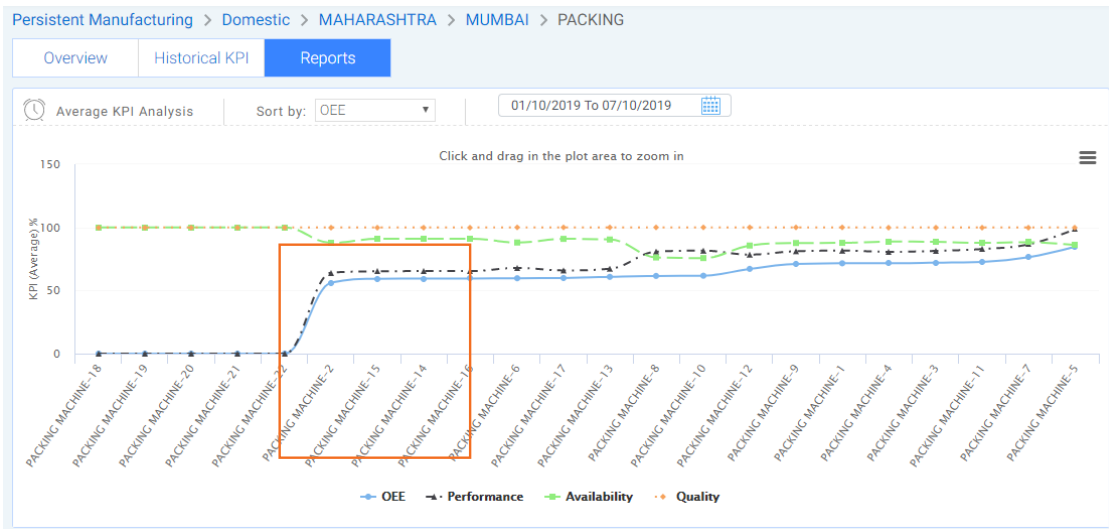 Persistent Manufacturing > Domestic > MAHARASHTRA > MUMBAI > PACKING
Overview Historical KPI Reports
Average KPI Analysis Sort by: OEE 01/10/2019 To 07/10/2019
Click and drag in the plot area to zoom in
KPI (Average) %
150
100
50
0
PACKING MACHINE-18
PACKING MACHINE-19
PACKING MACHINE-20
PACKING MACHINE-21
PACKING MACHINE-22
PACKING MACHINE-2
PACKING MACHINE-15
PACKING MACHINE-14
PACKING MACHINE-16
PACKING MACHINE-6
PACKING MACHINE-17
PACKING MACHINE-13
PACKING MACHINE-8
PACKING MACHINE-10
PACKING MACHINE-12
PACKING MACHINE-9
PACKING MACHINE-1
PACKING MACHINE-4
PACKING MACHINE-3
PACKING MACHINE-11
PACKING MACHINE-7
PACKING MACHINE-5
OEE Performance Availability Quality